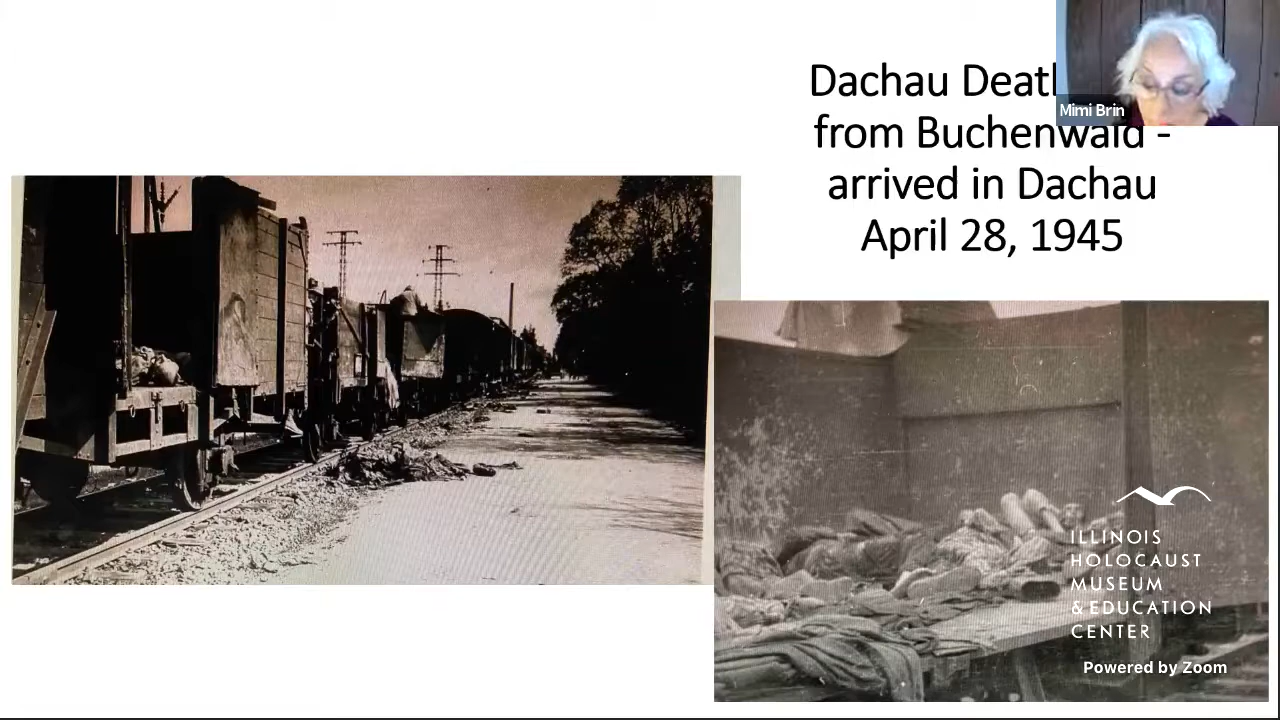 Dachau Death
from Buchenwald -
arrived in Dachau
April 28, 1945
Mimi Brin
ILLINOIS
HOLOCAUST
MUSEUM
& EDUCATION
CENTER
Powered by Zoom